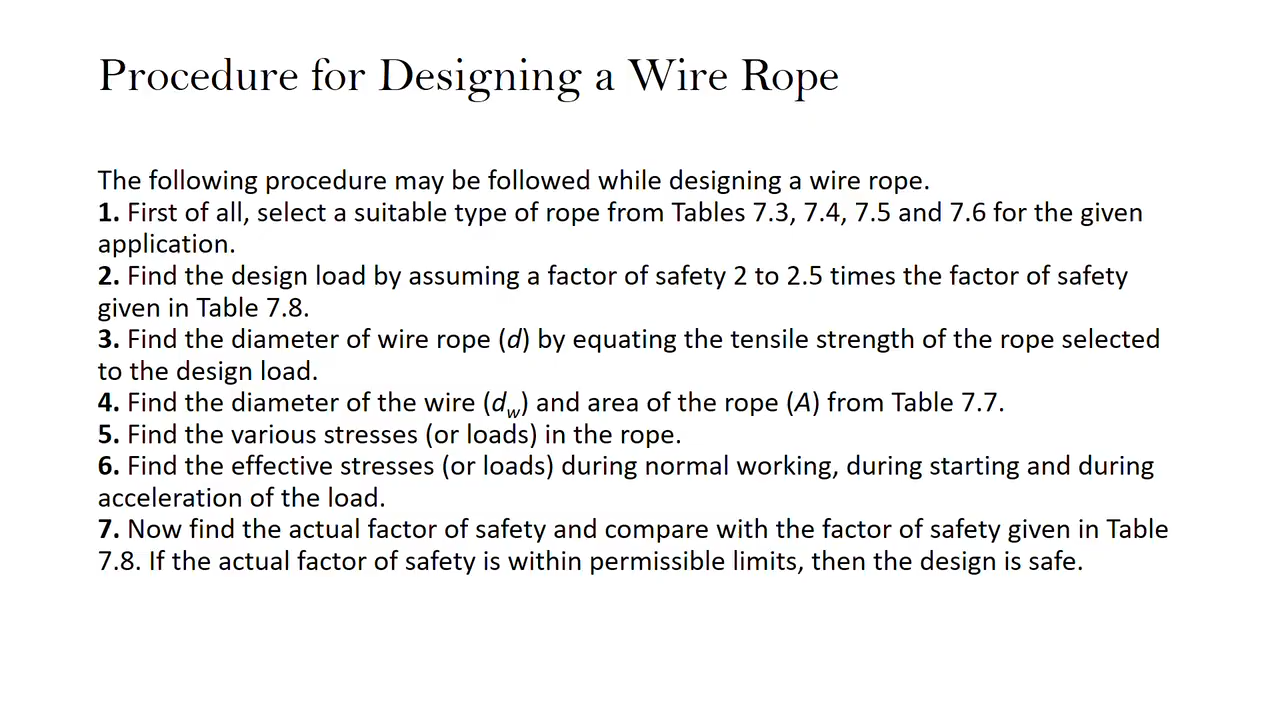 Procedure for Designing a Wire Rope
The following procedure may be followed while designing a wire rope.
1. First of all, select a suitable type of rope from Tables 7.3, 7.4, 7.5 and 7.6 for the given
application.
2. Find the design load by assuming a factor of safety 2 to 2.5 times the factor of safety
given in Table 7.8.
3. Find the diameter of wire rope (d) by equating the tensile strength of the rope selected
to the design load.
4. Find the diameter of the wire (dw) and area of the rope (A) from Table 7.7.
5. Find the various stresses (or loads) in the rope.
6. Find the effective stresses (or loads) during normal working, during starting and during
acceleration of the load.
7. Now find the actual factor of safety and compare with the factor of safety given in Table
7.8. If the actual factor of safety is within permissible limits, then the design is safe.